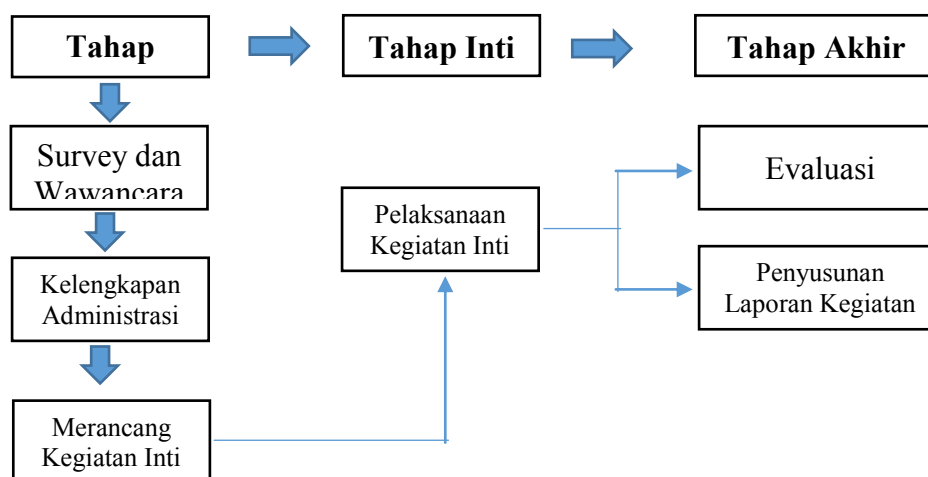 Tahap
Tahap Inti
Tahap Akhir
Survey dan
Wawancara
Evaluasi
Pelaksanaan
Kegiatan Inti
Kelengkapan
Administrasi
Penyusunan
Laporan Kegiatan
Merancang
Kegiatan Inti